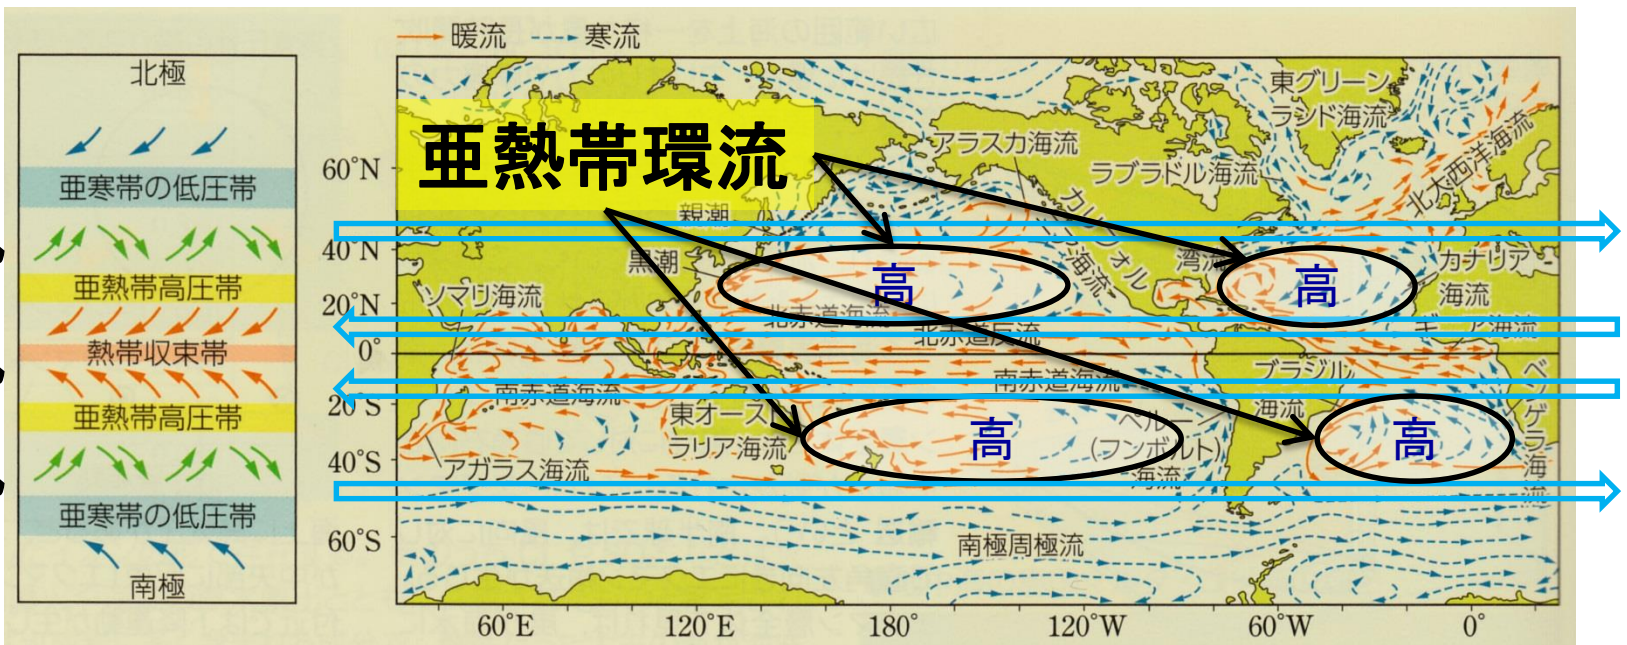 暖流
寒流
北極
亜寒帯の低圧帯
亜熱帯高圧帯
熱帯収束帯
亜熱帯高圧帯
亜寒帯の低圧帯
南極
亜熱帯環流
60°N
40°N
20°N
0°
20°S
40°S
60°S
東グリーン
ランド海流
アラスカ海流
ラブラドル海流
北大西洋海流
親潮
カリフォル
海流
黒潮
湾流
カナリア
海流
高
高
ソマリ海流
北赤道海流
北赤道反流
ギニア海流
南赤道海流
南赤道海流
ブラジル
海流
東オースト
ラリア海流
ペルー
(フンボルト)
海流
ベンゲラ海流
高
高
アガラス海流
南極周極流
60°E
120°E
180°
120°W
60°W
0°